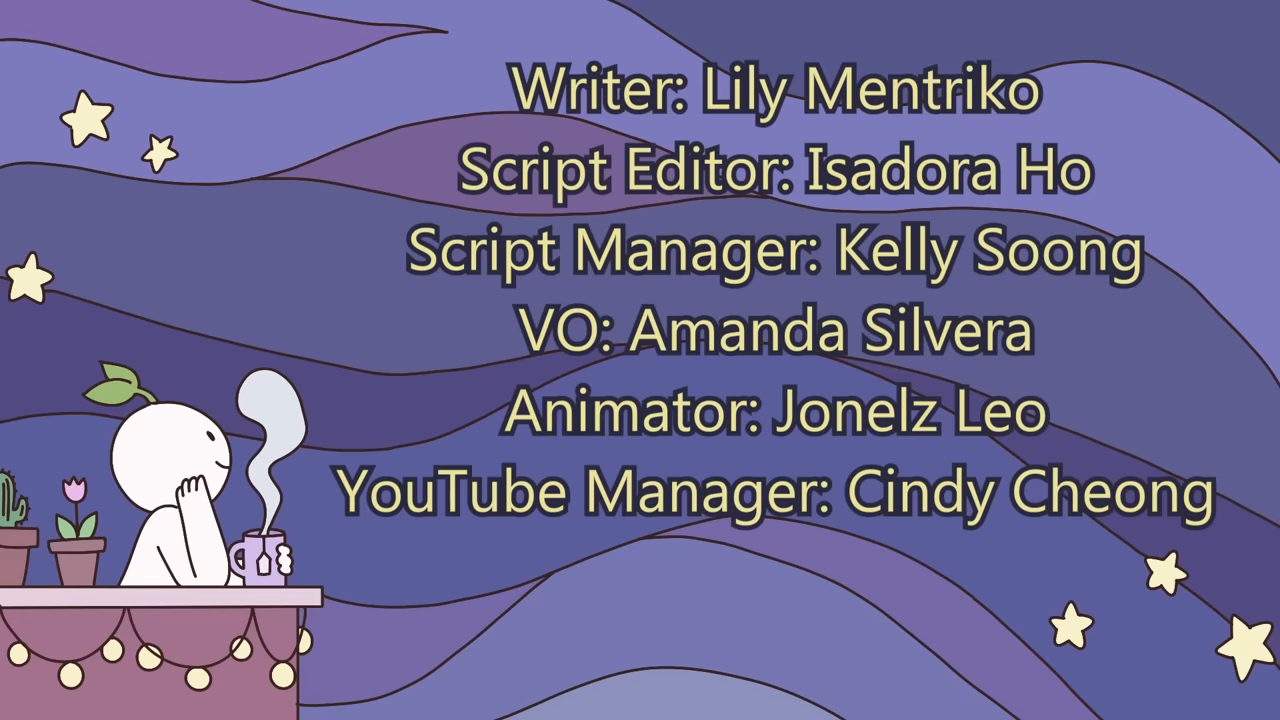 Writer: Lily Mentriko
Script Editor: Isadora Ho
Script Manager: Kelly Soong
VO: Amanda Silvera
Animator: Jonelz Leo
YouTube Manager: Cindy Cheong